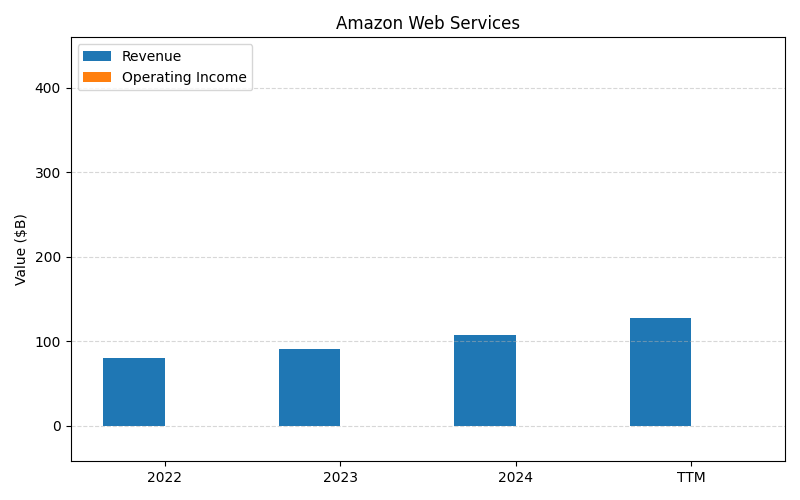 Amazon Web Services
Revenue
Operating Income
400
300
200
100
0
Value ($B)
2022 2023 2024 TTM